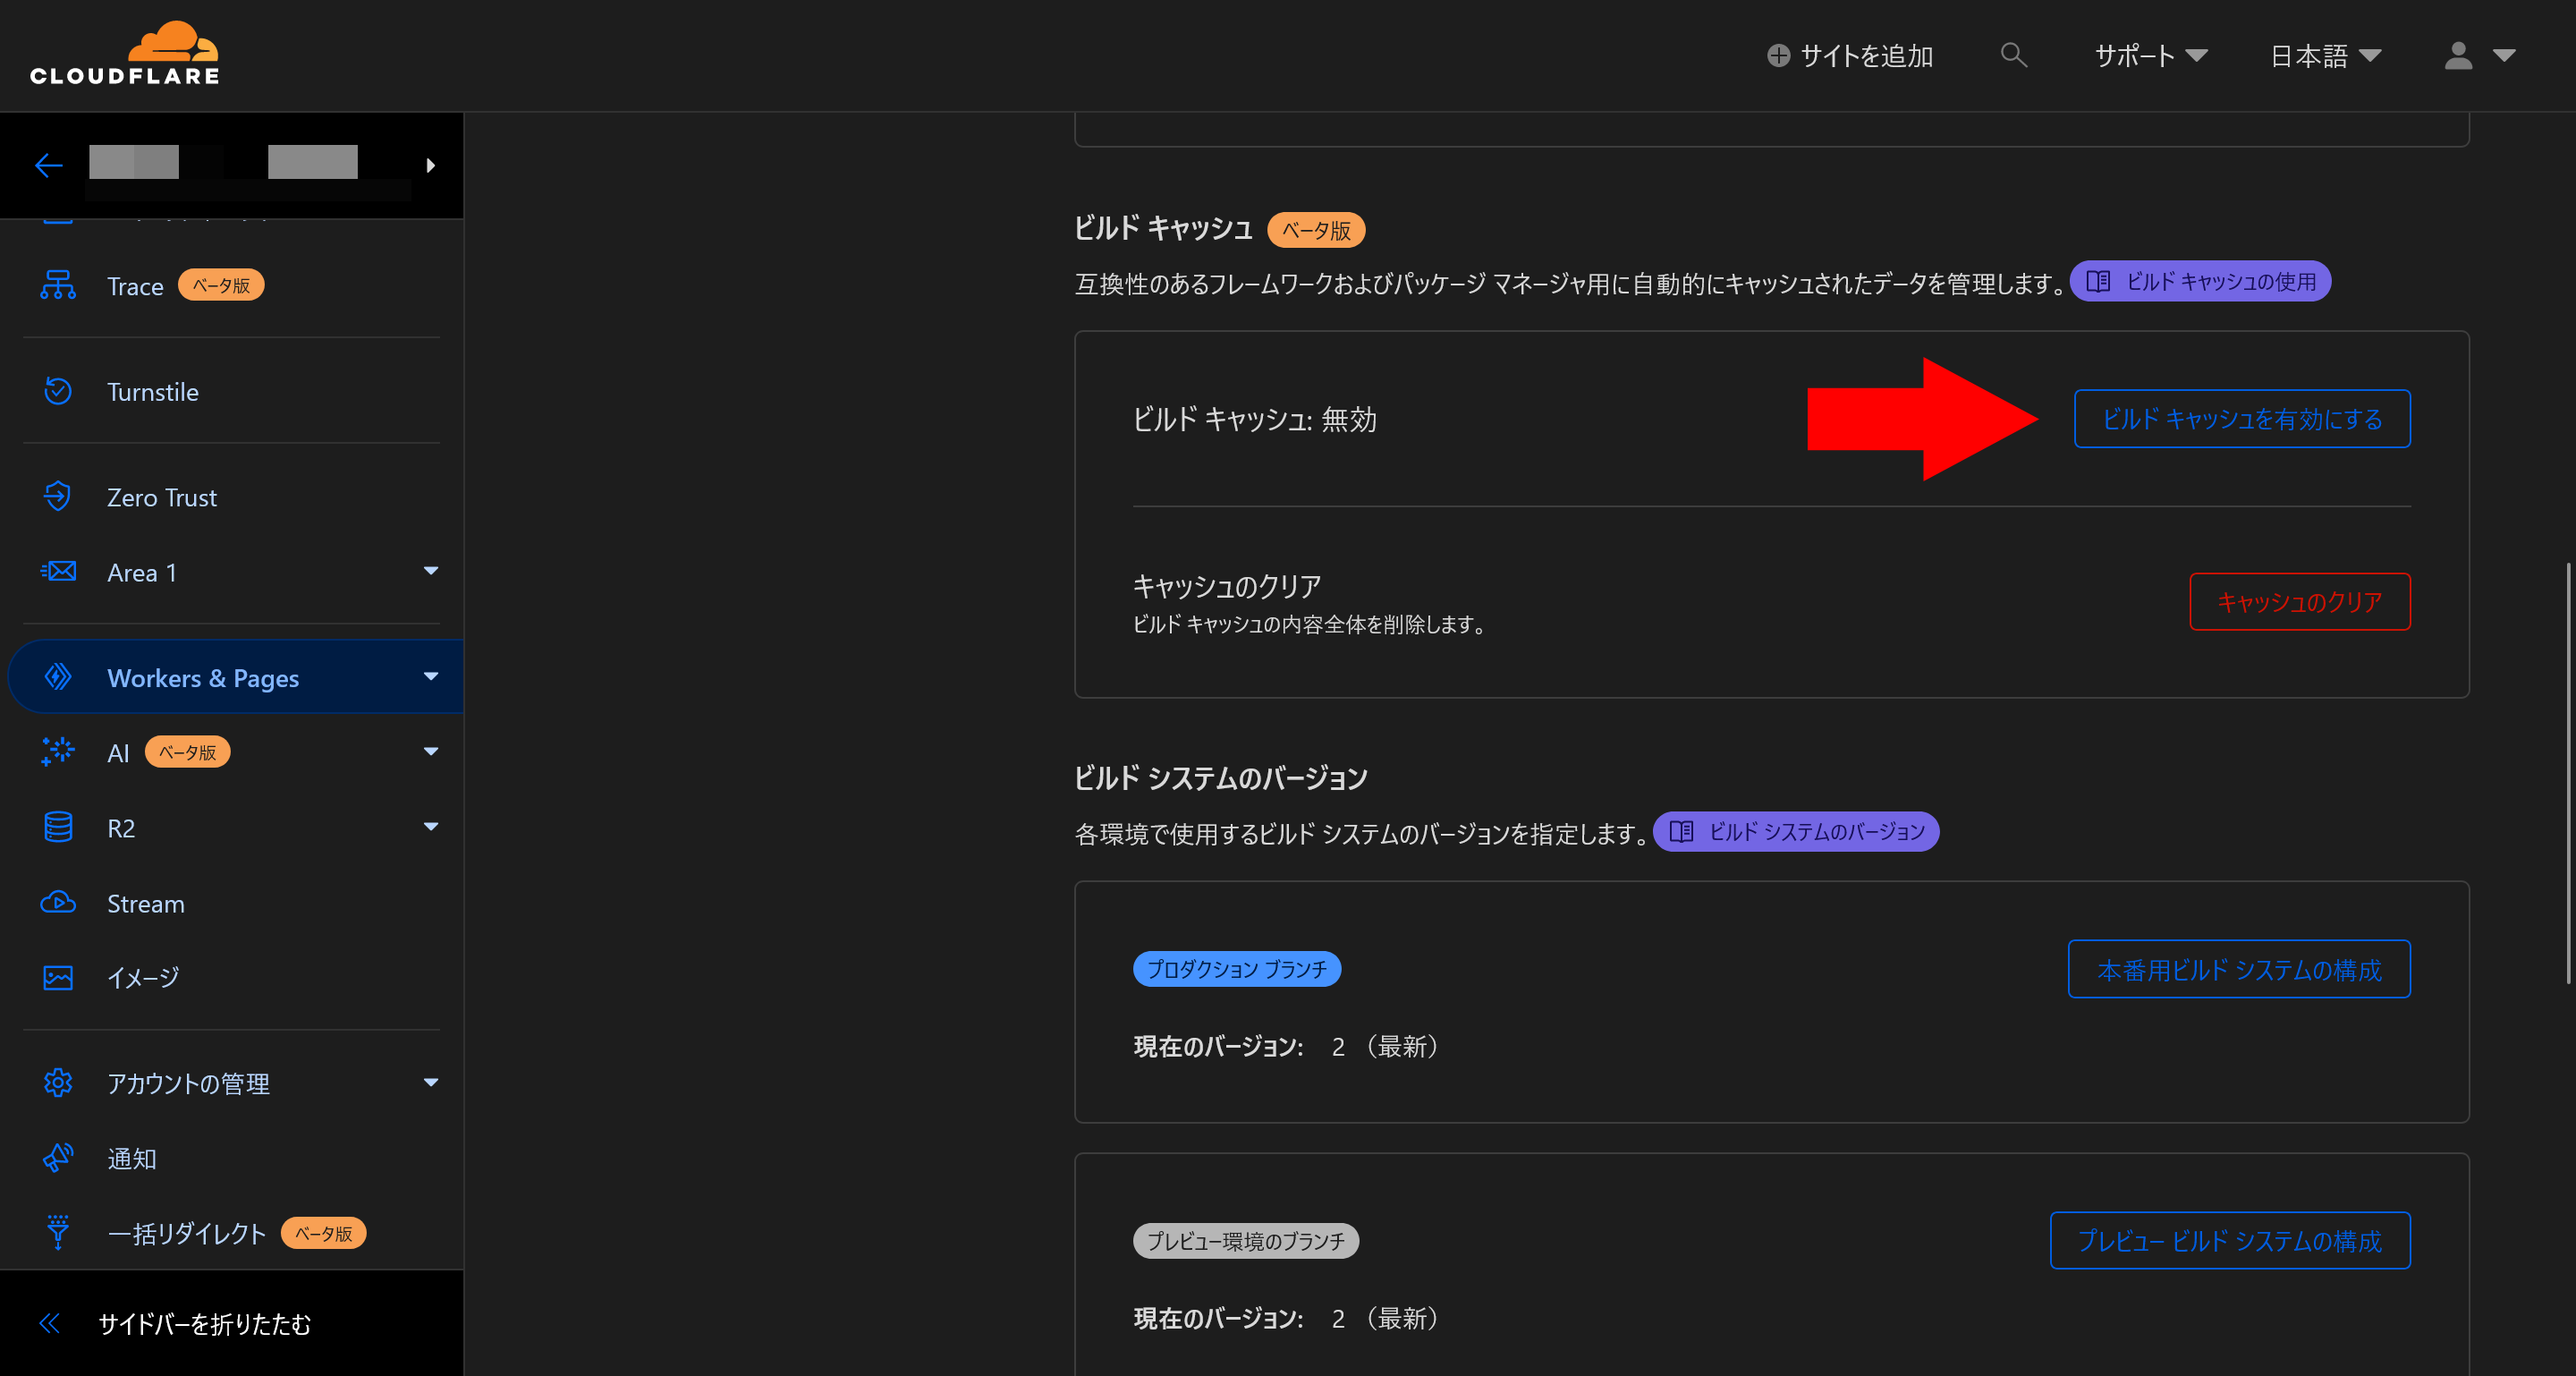 CLOUDFLARE
サイトを追加
サポート
日本語
Trace ベータ版
Turnstile
Zero Trust
Area 1
Workers & Pages
AI ベータ版
R2
Stream
イメージ
アカウントの管理
通知
一括リダイレクト ベータ版
サイドバーを折りたたむ
ビルド キャッシュ ベータ版
互換性のあるフレームワークおよびパッケージ マネージャ用に自動的にキャッシュされたデータを管理します。 ビルド キャッシュの使用
ビルド キャッシュ: 無効
ビルド キャッシュを有効にする
キャッシュのクリア
ビルド キャッシュの内容全体を削除します。
キャッシュのクリア
ビルド システムのバージョン
各環境で使用するビルド システムのバージョンを指定します。 ビルド システムのバージョン
プロダクション ブランチ
本番用ビルド システムの構成
現在のバージョン: 2 （最新）
プレビュー環境のブランチ
プレビュー ビルド システムの構成
現在のバージョン: 2 （最新）